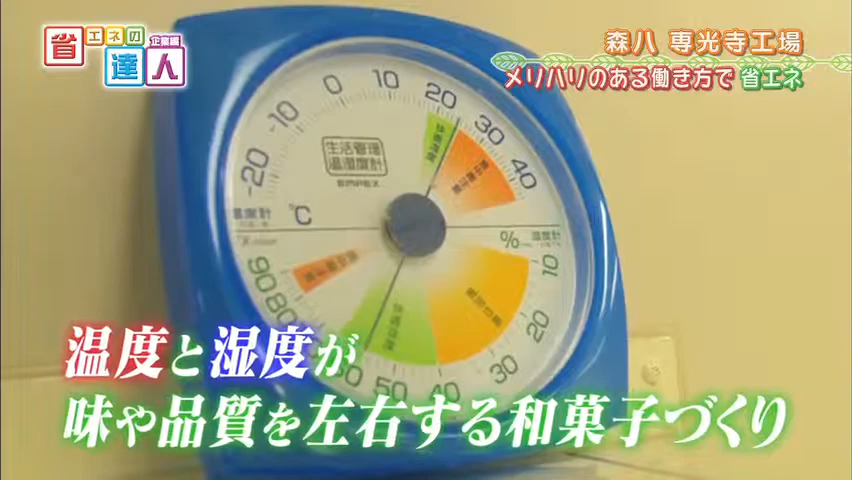 省エネの達人 企業編
森八 専光寺工場
メリハリのある働き方で 省エネ
-20 -10 0 10 20 30 40
生活管理
温湿度計
EMPEX
温度計
℃
% 湿度計
90 80 60 50 40 30 20 10
温度と湿度が
味や品質を左右する和菓子づくり